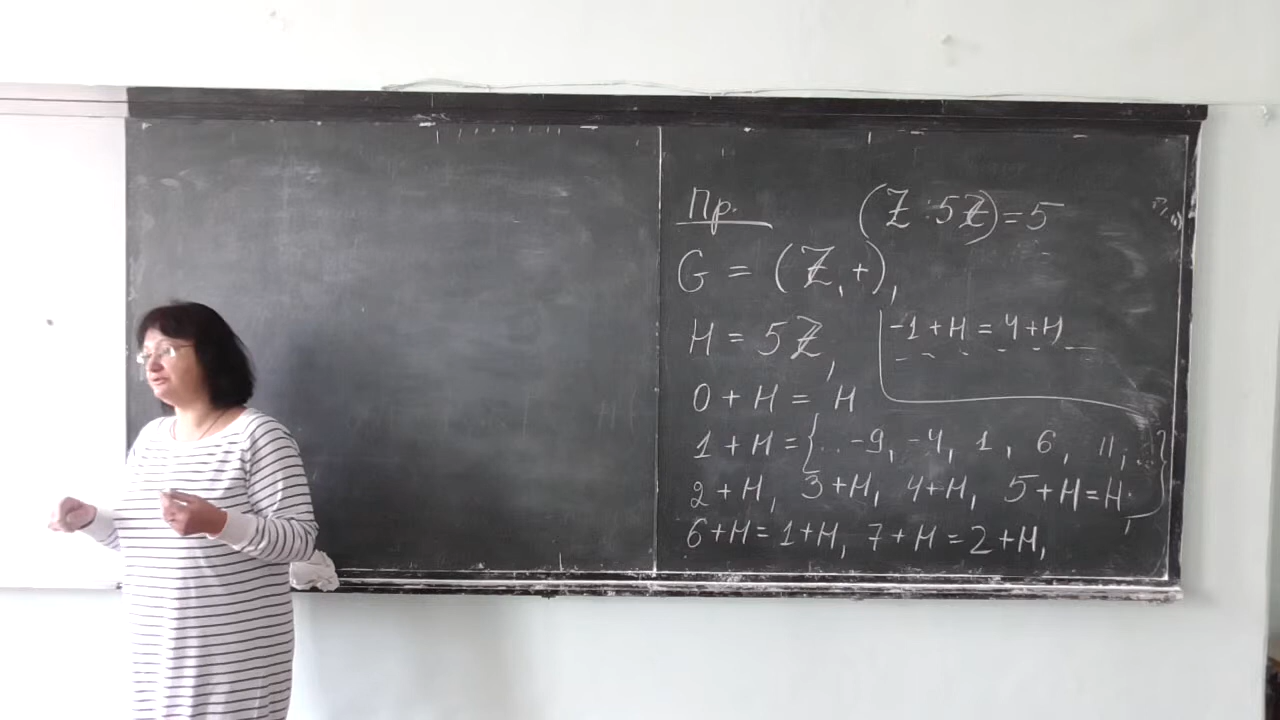 Пр. (ℤ : 5ℤ) = 5
G = (ℤ, +),
H = 5ℤ, -1 + H = 4 + H
0 + H = H
1 + H = {... -9, -4, 1, 6, 11, ...}
2 + H, 3 + H, 4 + H, 5 + H = H,
6 + H = 1 + H, 7 + H = 2 + H,